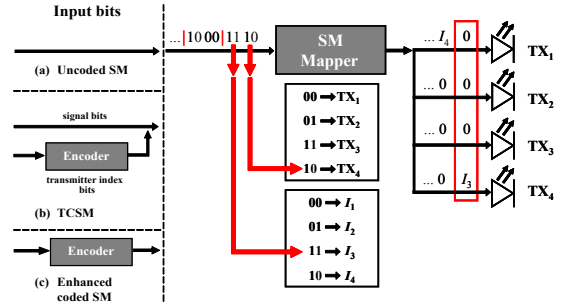 Input bits
(a) Uncoded SM
signal bits
Encoder
transmitter index
bits
(b) TCSM
Encoder
(c) Enhanced
coded SM
... |10 00|11 10
SM
Mapper
00 → TX₁
01 → TX₂
11 → TX₃
10 → TX₄
00 → I₁
01 → I₂
11 → I₃
10 → I₄
... I₄ 0
TX₁
... 0 0
TX₂
... 0 0
TX₃
... 0 I₃
TX₄